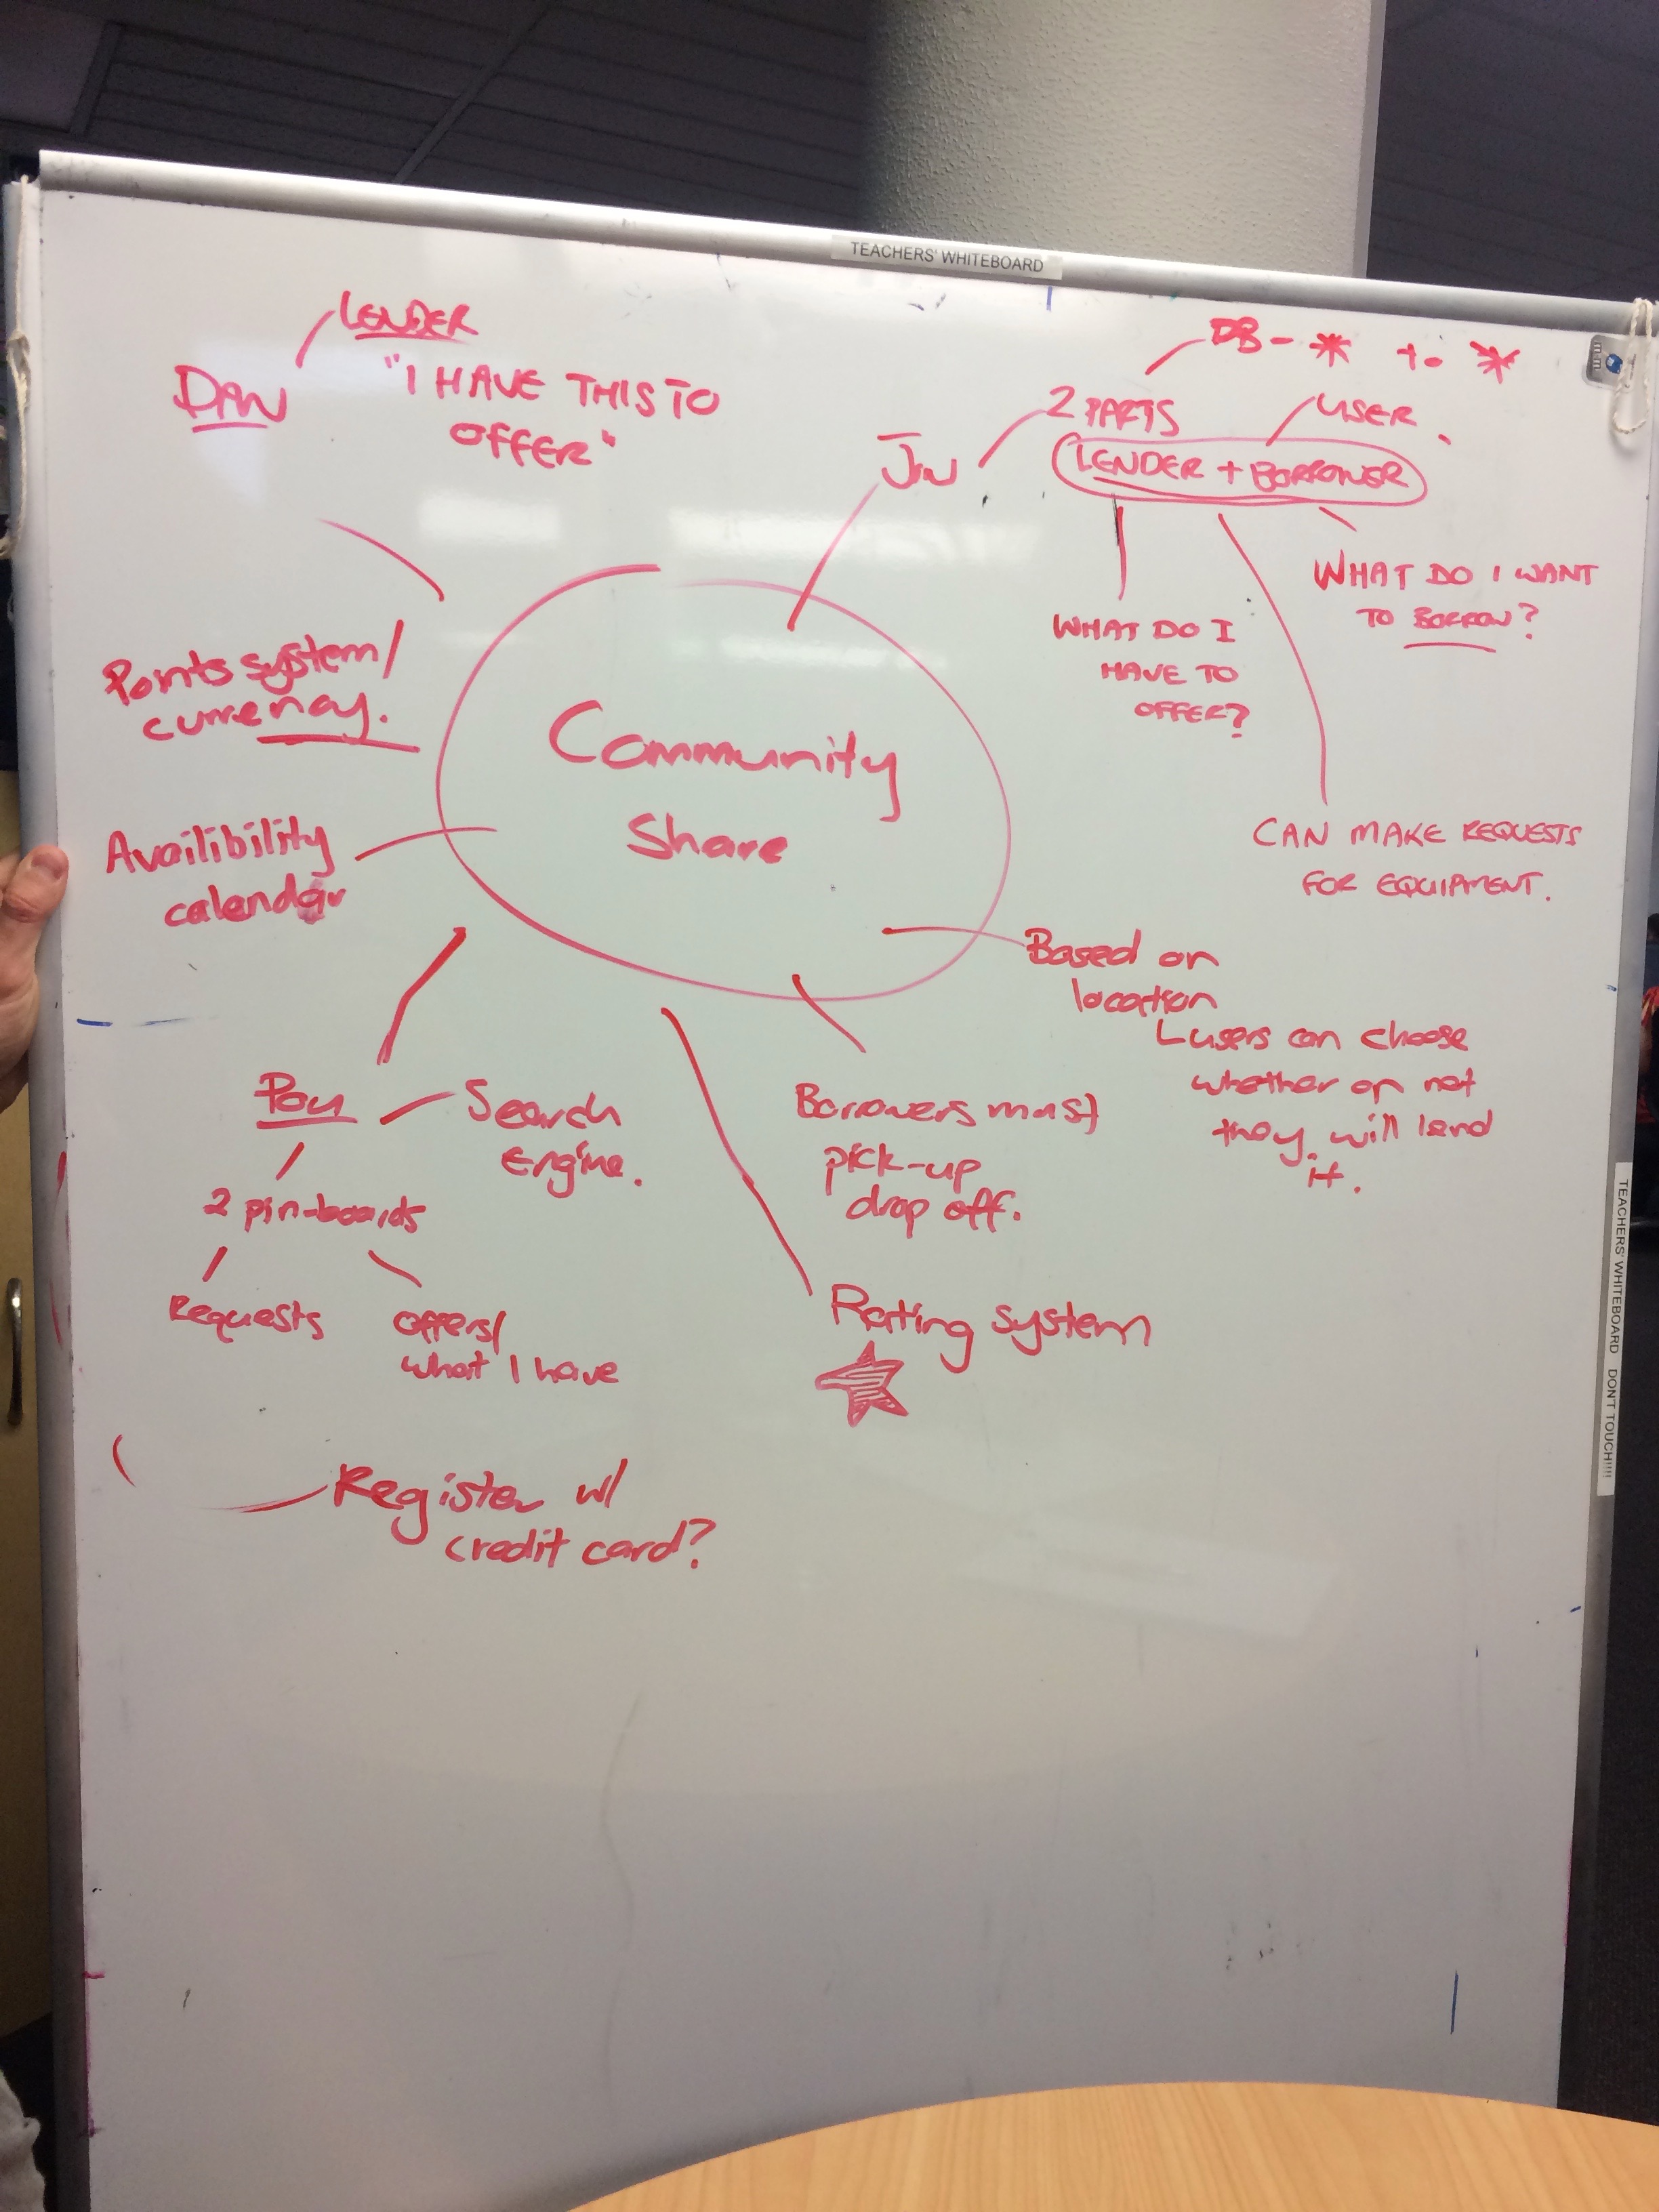 TEACHERS' WHITEBOARD
LENDER
DAN
"I HAVE THIS TO
OFFER"
DB - * to *
2 PARTS
USER
JIN
LENDER + BORROWER
WHAT DO I WANT
TO BORROW?
WHAT DO I
HAVE TO
OFFER?
CAN MAKE REQUESTS
FOR EQUIPMENT.
Points system/
currency.
Community
Share
Availibility
calendar
Based on
location
users can choose
whether or not
they will lend
it.
Search
Engine.
2 pin-boards
Requests
offers/
what I have
Borrowers must
pick-up
drop off.
Rating system
Register w/
credit card?
TEACHERS' WHITEBOARD DON'T TOUCH!!!!